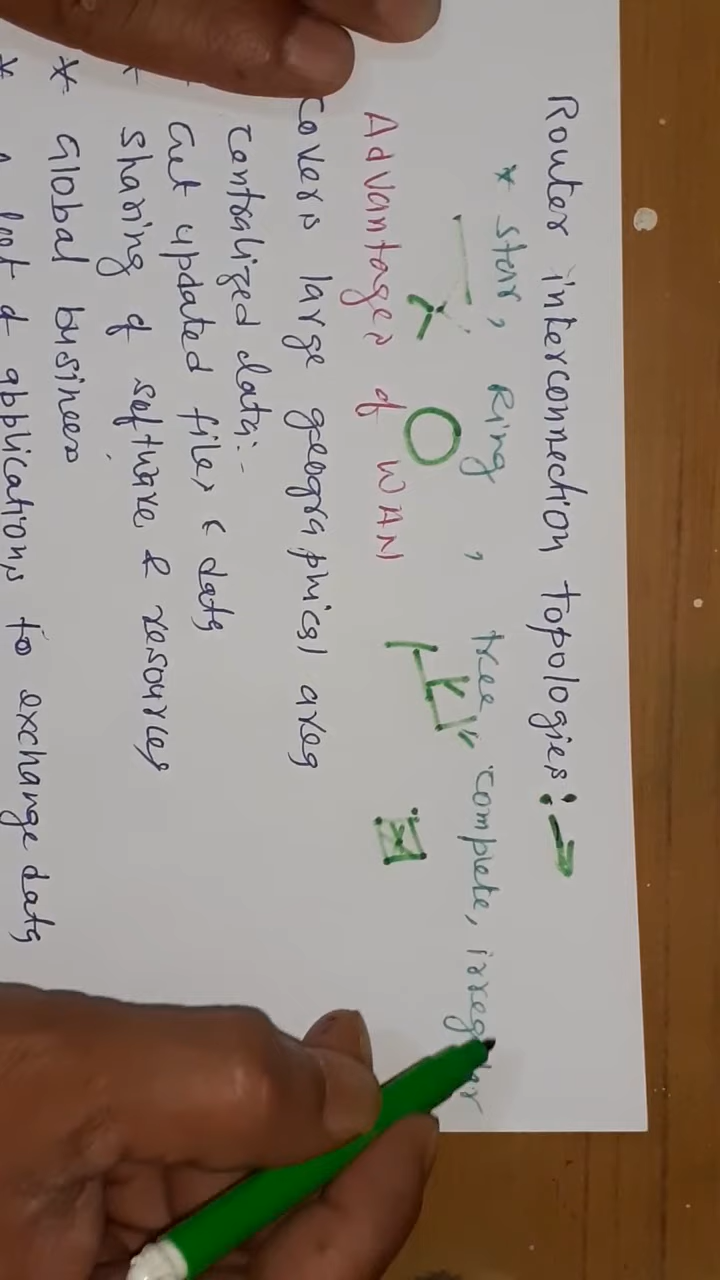 Router interconnection topologies:→
* star, Ring, tree, complete, irregular
Advantages of WAN
covers large geographical area
centralized data:-
Get updated files & data
* sharing of software & resources
* Global business
* A lot of applications to exchange data